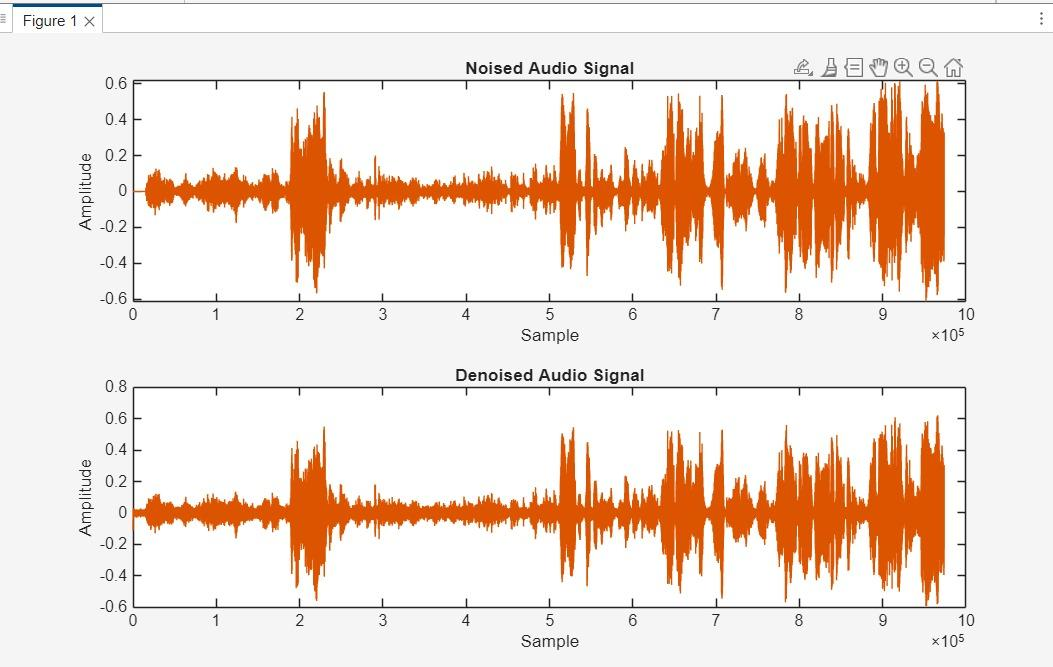 Figure 1
Noised Audio Signal
0.6
0.4
0.2
0
-0.2
-0.4
-0.6
Amplitude
0 1 2 3 4 5 6 7 8 9 10
Sample
×10⁵
Denoised Audio Signal
0.8
0.6
0.4
0.2
0
-0.2
-0.4
-0.6
Amplitude
0 1 2 3 4 5 6 7 8 9 10
Sample
×10⁵